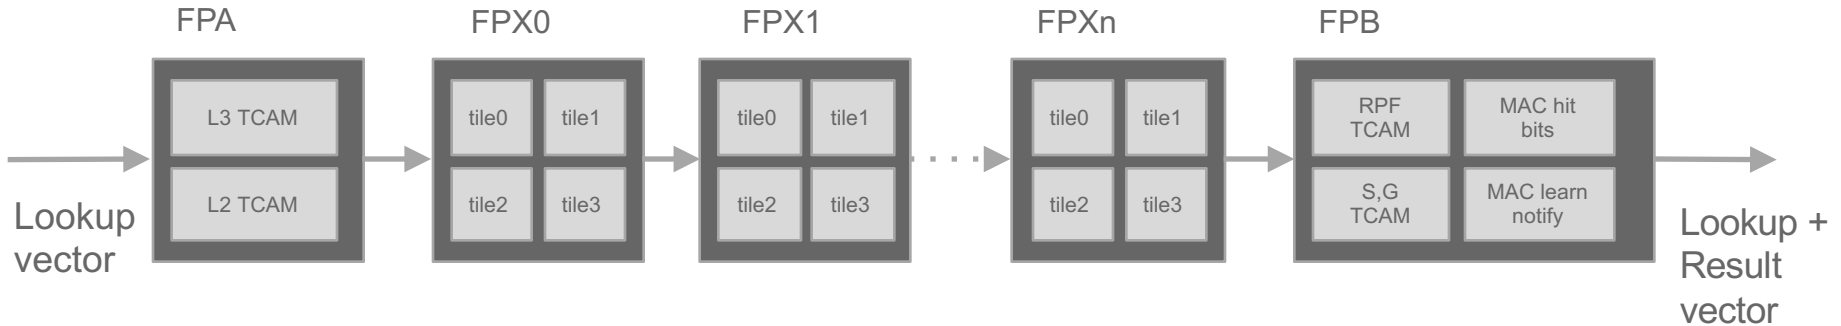 FPA
FPX0
FPX1
FPXn
FPB
L3 TCAM
L2 TCAM
tile0
tile1
tile2
tile3
tile0
tile1
tile2
tile3
tile0
tile1
tile2
tile3
RPF
TCAM
MAC hit
bits
S,G
TCAM
MAC learn
notify
Lookup
vector
Lookup +
Result
vector